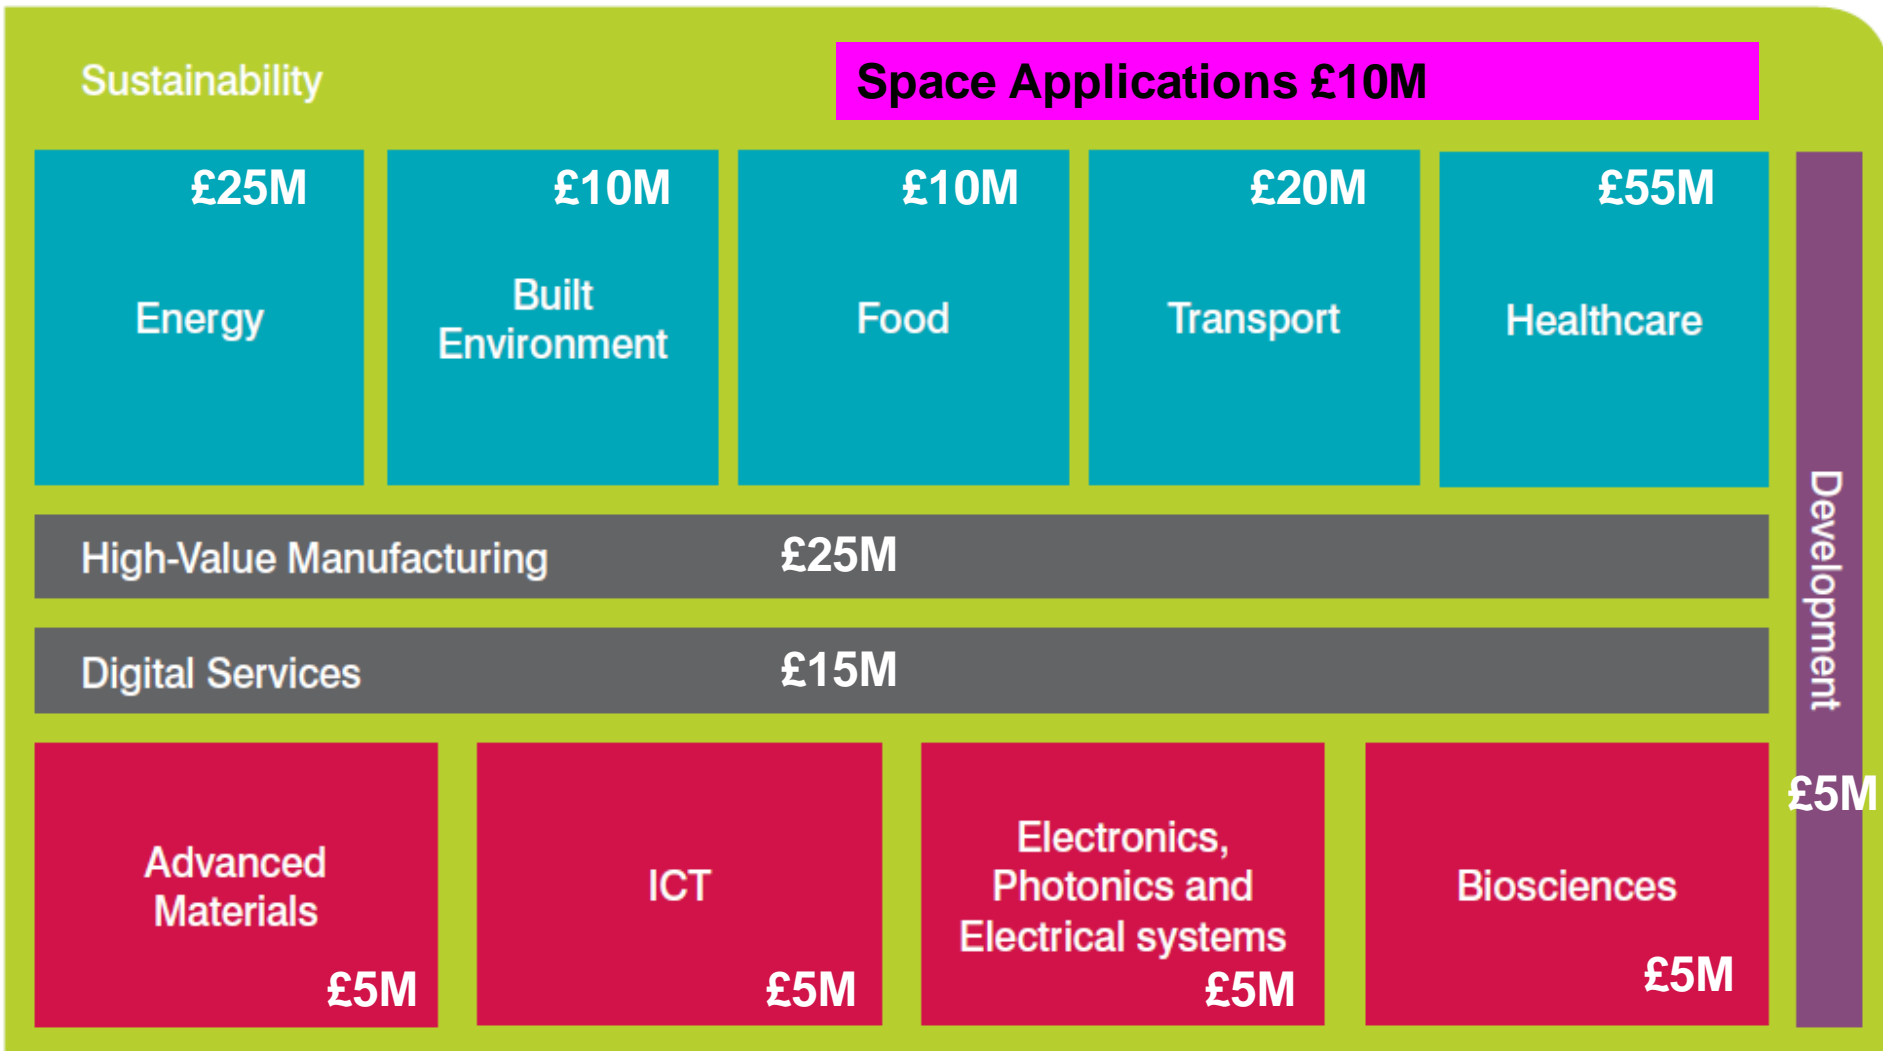 Sustainability
Space Applications £10M
£25M
Energy
£10M
Built
Environment
£10M
Food
£20M
Transport
£55M
Healthcare
High-Value Manufacturing £25M
Digital Services £15M
Development
£5M
Advanced
Materials
£5M
ICT
£5M
Electronics,
Photonics and
Electrical systems
£5M
Biosciences
£5M